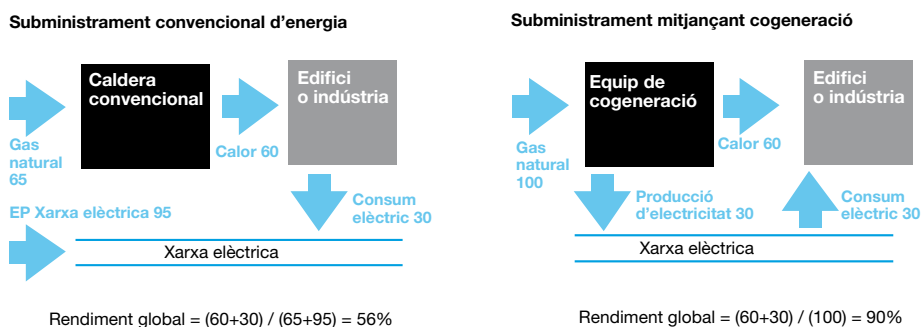 Subministrament convencional d'energia
Caldera
convencional
Edifici
o indústria
Gas
natural
65
Calor 60
EP Xarxa elèctrica 95
Consum
elèctric 30
Xarxa elèctrica
Rendiment global = (60+30) / (65+95) = 56%
Subministrament mitjançant cogeneració
Equip de
cogeneració
Edifici
o indústria
Gas
natural
100
Calor 60
Producció
d'electricitat 30
Consum
elèctric 30
Xarxa elèctrica
Rendiment global = (60+30) / (100) = 90%